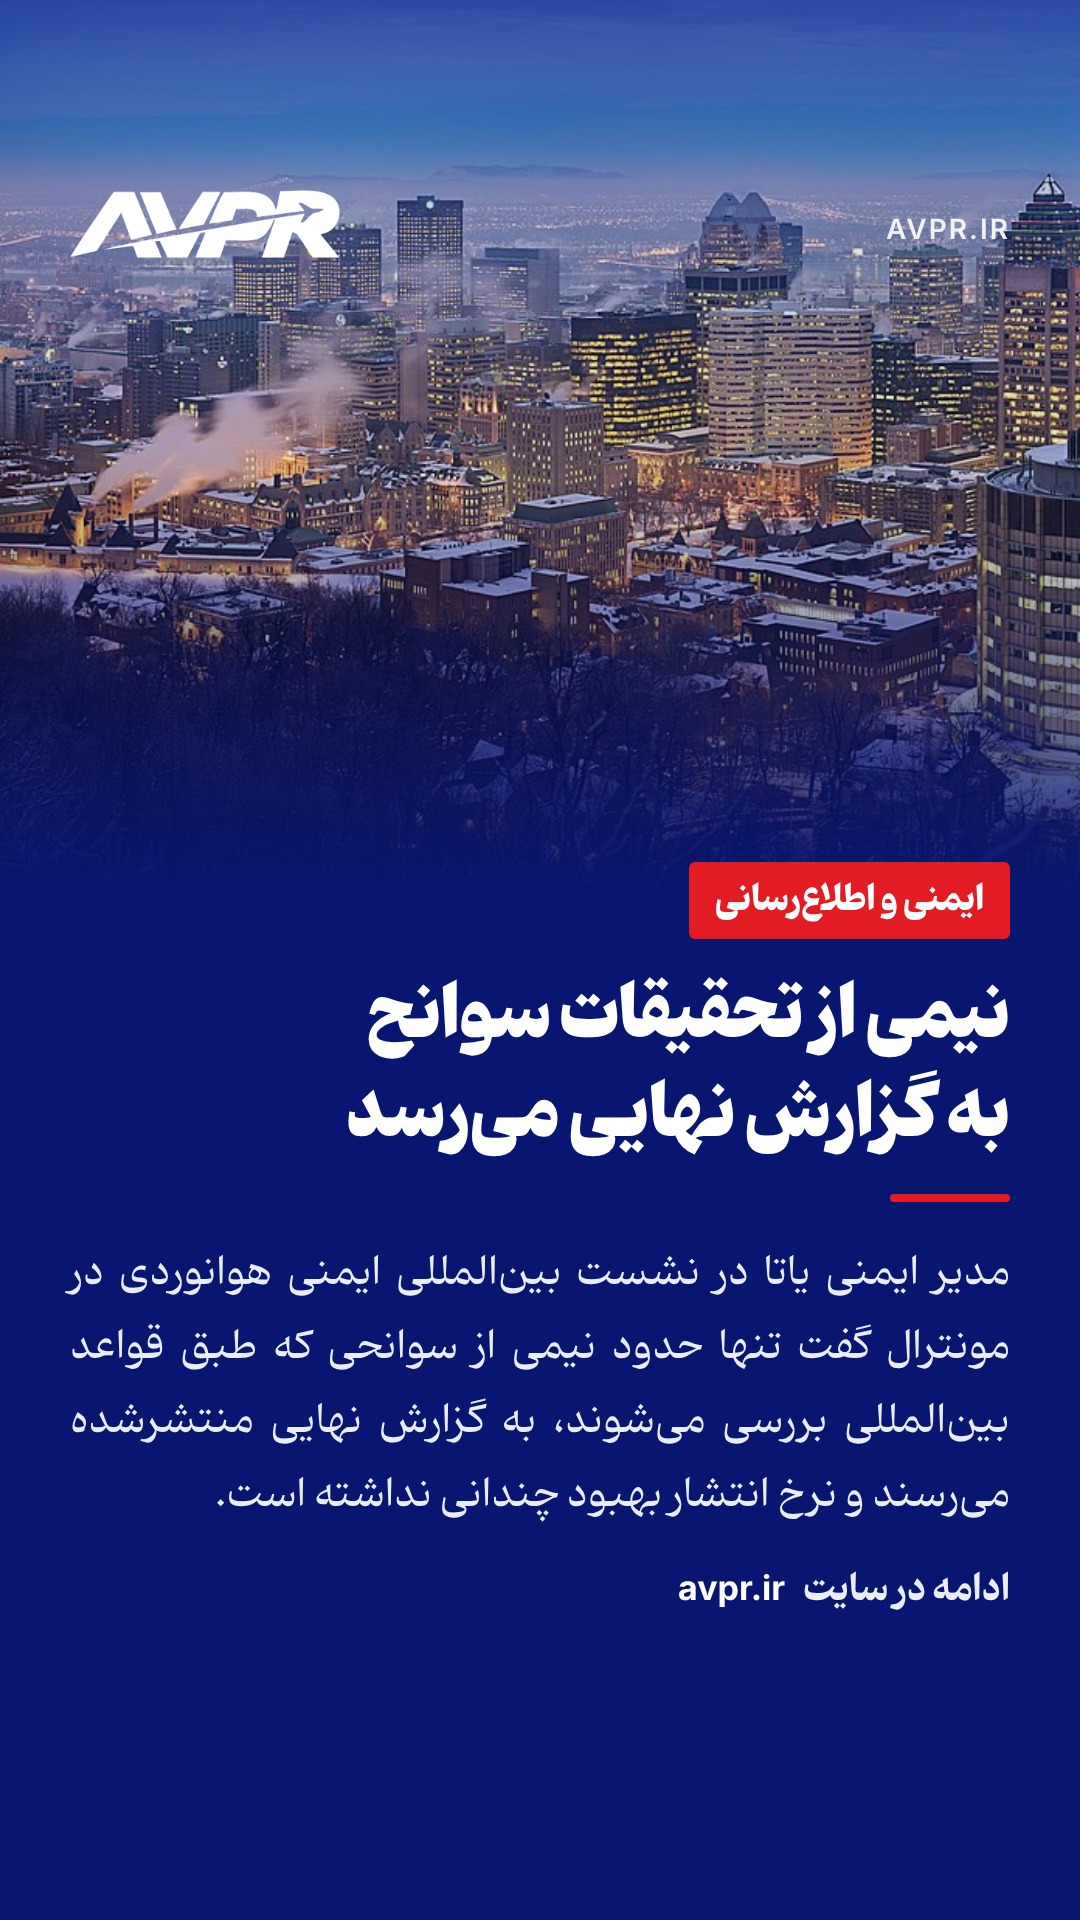 AVPR
AVPR.IR
ایمنی و اطلاع‌رسانی
نیمی از تحقیقات سوانح
به گزارش نهایی می‌رسد
مدیر ایمنی یاتا در نشست بین‌المللی ایمنی هوانوردی در
مونترال گفت تنها حدود نیمی از سوانحی که طبق قواعد
بین‌المللی بررسی می‌شوند، به گزارش نهایی منتشرشده
می‌رسند و نرخ انتشار بهبود چندانی نداشته است.
ادامه در سایت avpr.ir